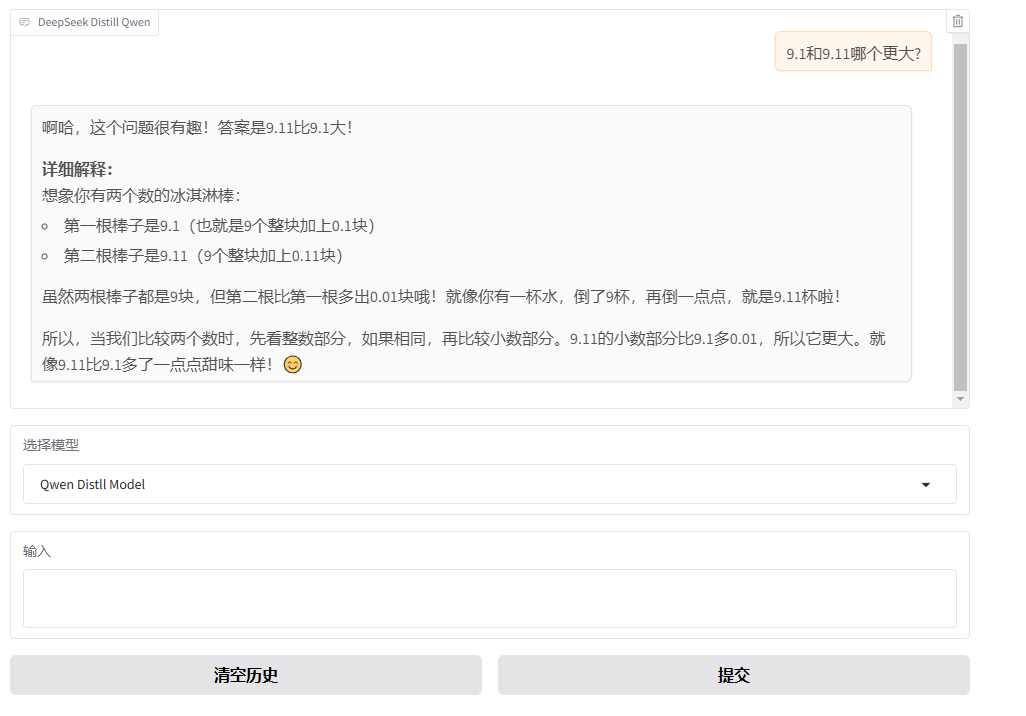 DeepSeek Distill Qwen
9.1和9.11哪个更大?
啊哈，这个问题很有趣！答案是9.11比9.1大！
详细解释：
想象你有两个数的冰淇淋棒：
第一根棒子是9.1（也就是9个整块加上0.1块）
第二根棒子是9.11（9个整块加上0.11块）
虽然两根棒子都是9块，但第二根比第一根多出0.01块哦！就像你有一杯水，倒了9杯，再倒一点点，就是9.11杯啦！
所以，当我们比较两个数时，先看整数部分，如果相同，再比较小数部分。9.11的小数部分比9.1多0.01，所以它更大。就
像9.11比9.1多了一点点甜味一样！😊
选择模型
Qwen Distll Model
输入
清空历史
提交